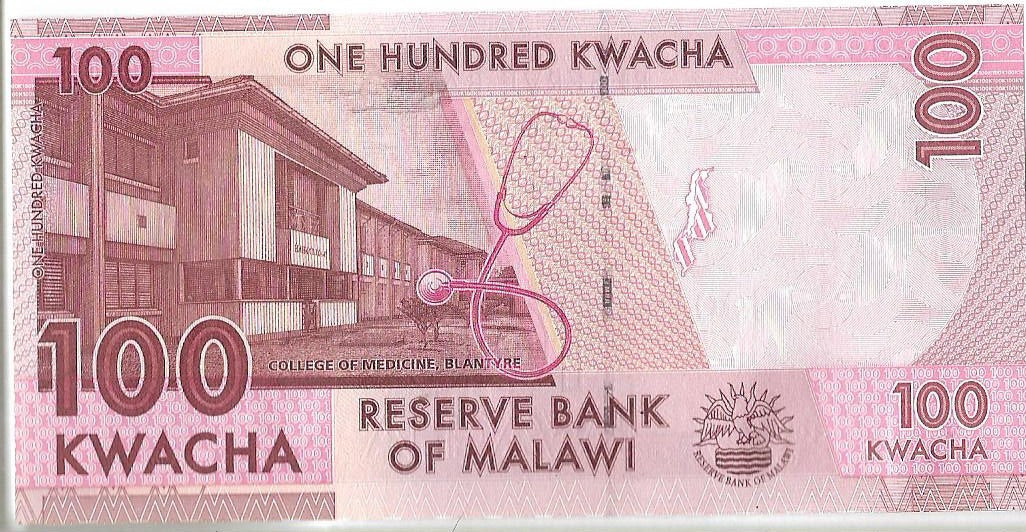 100
ONE HUNDRED KWACHA
100
ONE HUNDRED KWACHA
COLLEGE OF MEDICINE, BLANTYRE
100
KWACHA
RESERVE BANK
OF MALAWI
RESERVE BANK OF MALAWI
100
KWACHA